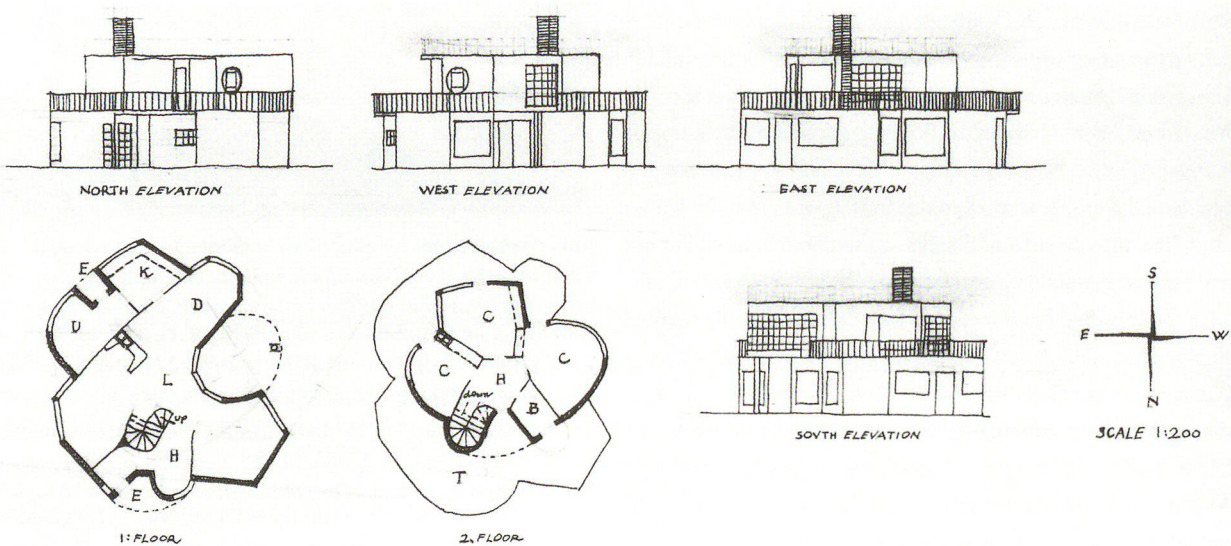 NORTH ELEVATION
WEST ELEVATION
EAST ELEVATION
E
K
D
U
L
up
H
E
1: FLOOR
C
C
H
C
down
B
T
2. FLOOR
SOUTH ELEVATION
S
E
W
N
SCALE 1:200